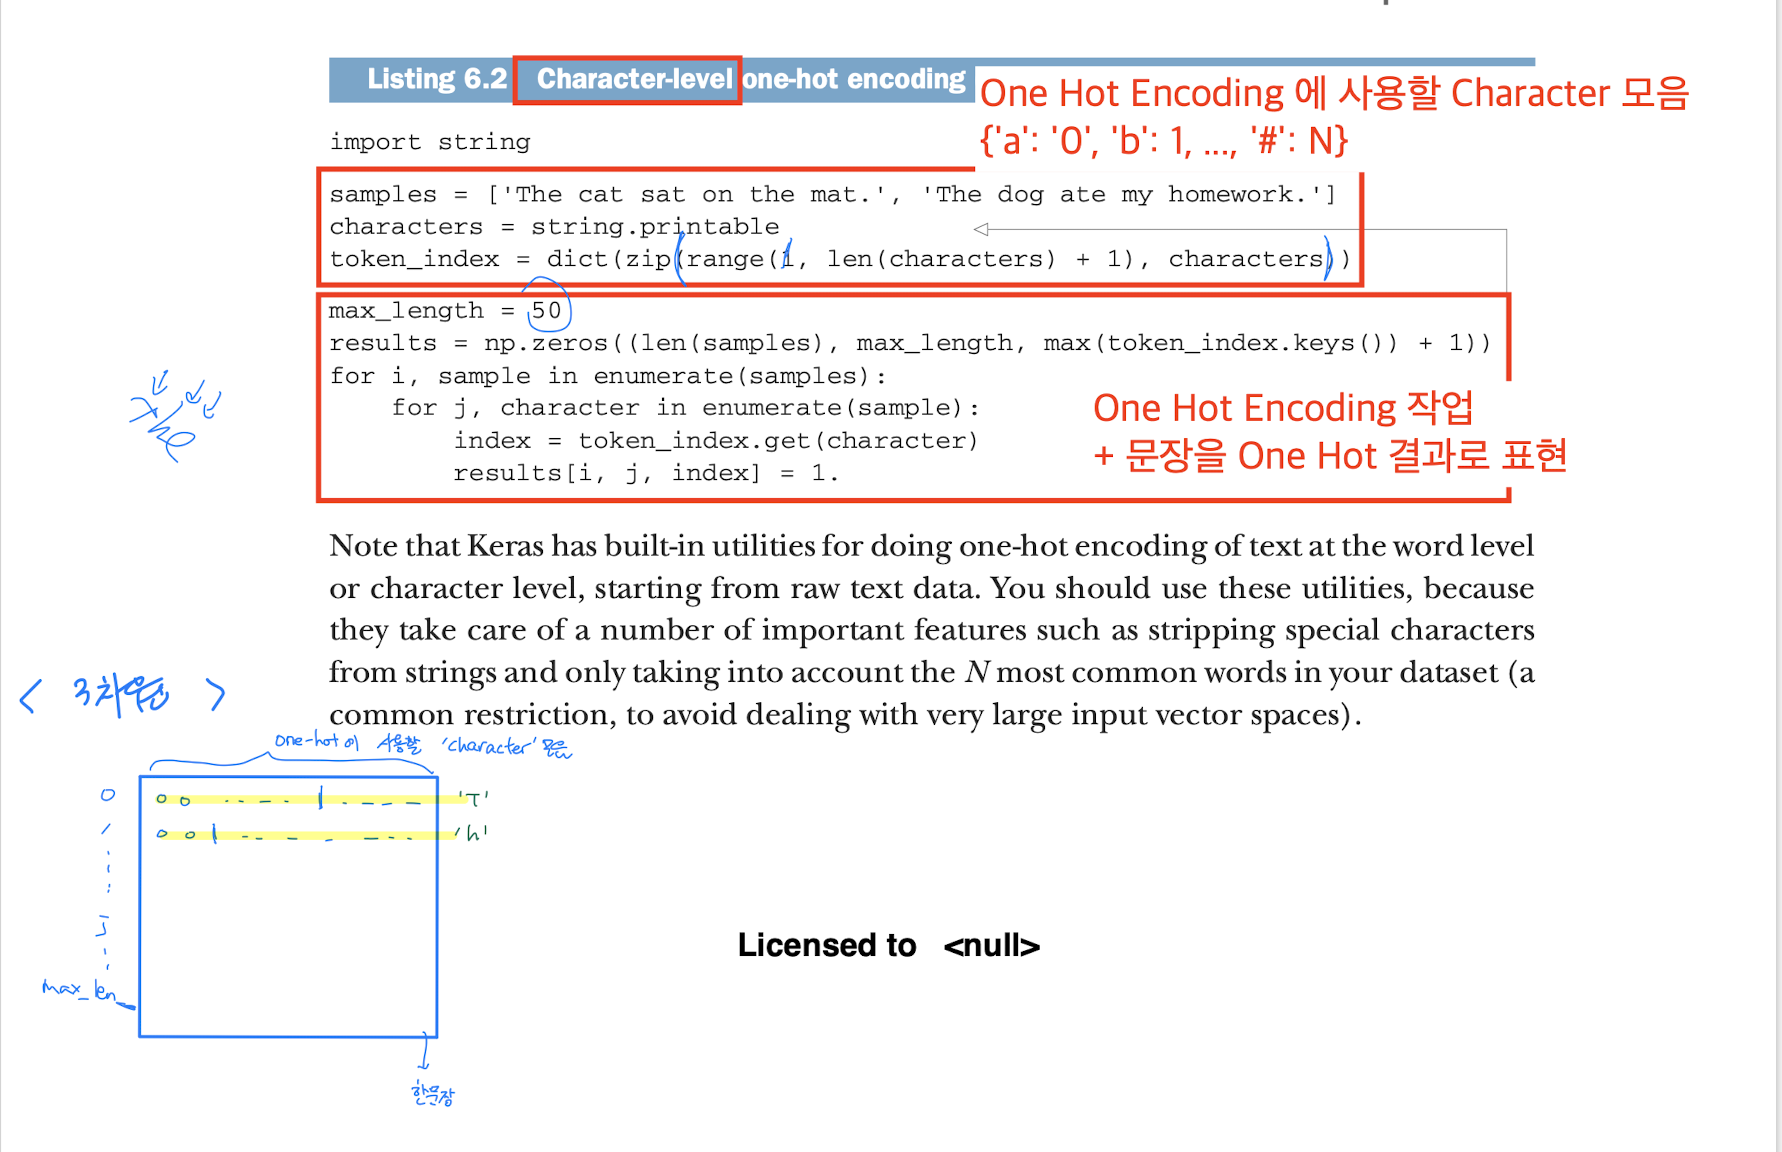 Listing 6.2 Character-level one-hot encoding
One Hot Encoding 에 사용할 Character 모음
{'a': '0', 'b': 1, ..., '#': N}
import string
samples = ['The cat sat on the mat.', 'The dog ate my homework.']
characters = string.printable
token_index = dict(zip(range(1, len(characters) + 1), characters))
max_length = 50
results = np.zeros((len(samples), max_length, max(token_index.keys()) + 1))
for i, sample in enumerate(samples):
    for j, character in enumerate(sample):
        index = token_index.get(character)
        results[i, j, index] = 1.
One Hot Encoding 작업
+ 문장을 One Hot 결과로 표현
The
Note that Keras has built-in utilities for doing one-hot encoding of text at the word level
or character level, starting from raw text data. You should use these utilities, because
they take care of a number of important features such as stripping special characters
from strings and only taking into account the N most common words in your dataset (a
common restriction, to avoid dealing with very large input vector spaces).
< 3차원 >
one-hot에 사용할 'character' 모음
0 0 0 1 'T'
1 0 0 1 'h'
j
max_len
한문장
Licensed to <null>